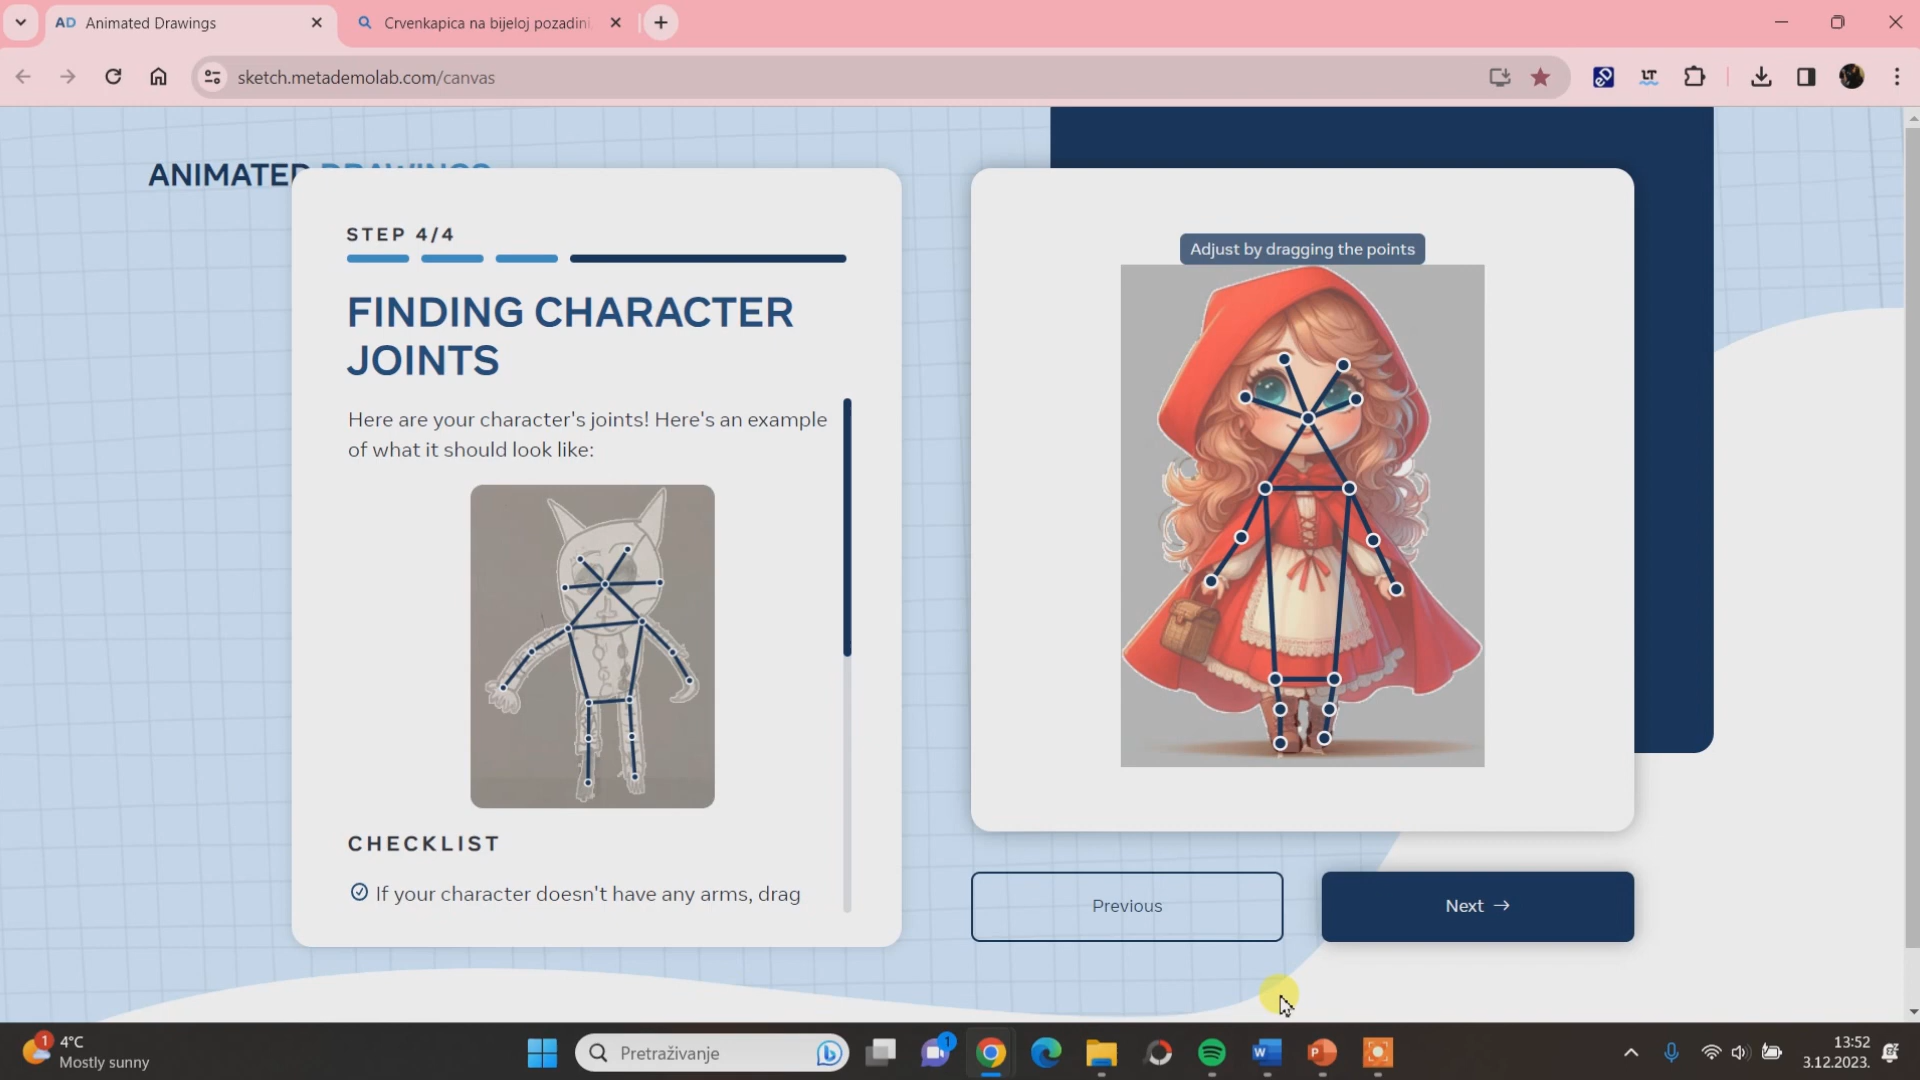 AD Animated Drawings
Crvenkapica na bijeloj pozadini
sketch.metademolab.com/canvas
ANIMATED DRAWINGS
STEP 4/4
FINDING CHARACTER
JOINTS
Here are your character's joints! Here's an example
of what it should look like:
CHECKLIST
If your character doesn't have any arms, drag
Adjust by dragging the points
Previous
Next →
1
4°C
Mostly sunny
Pretraživanje
1
13:52
3.12.2023.